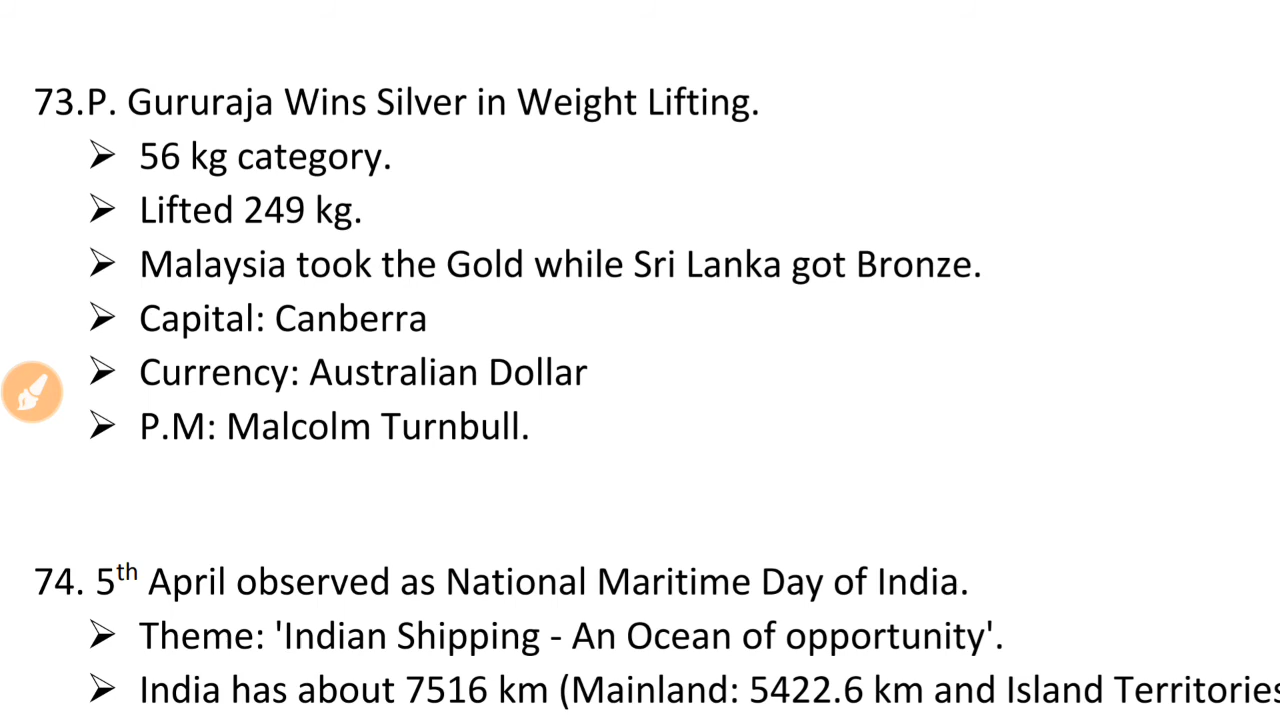 73.P. Gururaja Wins Silver in Weight Lifting.
➢ 56 kg category.
➢ Lifted 249 kg.
➢ Malaysia took the Gold while Sri Lanka got Bronze.
➢ Capital: Canberra
➢ Currency: Australian Dollar
➢ P.M: Malcolm Turnbull.
74. 5th April observed as National Maritime Day of India.
➢ Theme: 'Indian Shipping - An Ocean of opportunity'.
➢ India has about 7516 km (Mainland: 5422.6 km and Island Territories